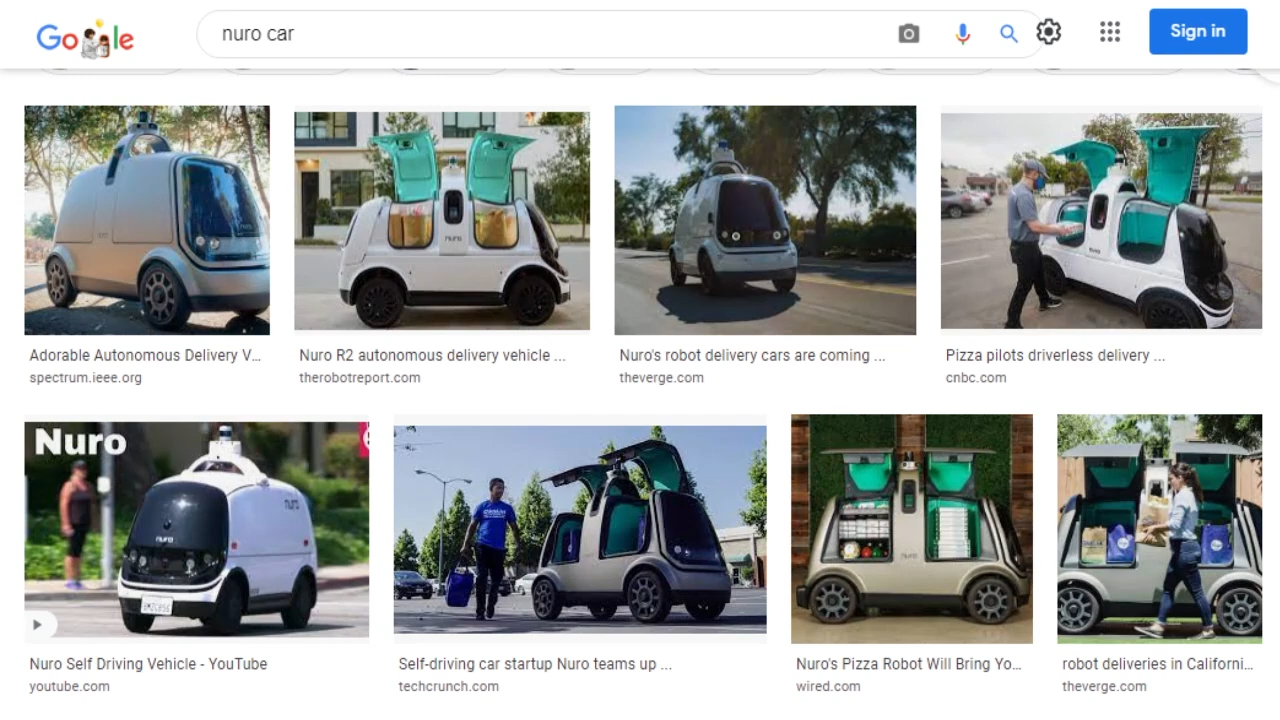 Google
nuro car
Sign in
Adorable Autonomous Delivery V...
spectrum.ieee.org
Nuro R2 autonomous delivery vehicle ...
therobotreport.com
Nuro's robot delivery cars are coming ...
theverge.com
Pizza pilots driverless delivery ...
cnbc.com
Nuro
nuro
nuro
Nuro Self Driving Vehicle - YouTube
youtube.com
Self-driving car startup Nuro teams up ...
techcrunch.com
Nuro's Pizza Robot Will Bring Yo...
wired.com
robot deliveries in Californi...
theverge.com